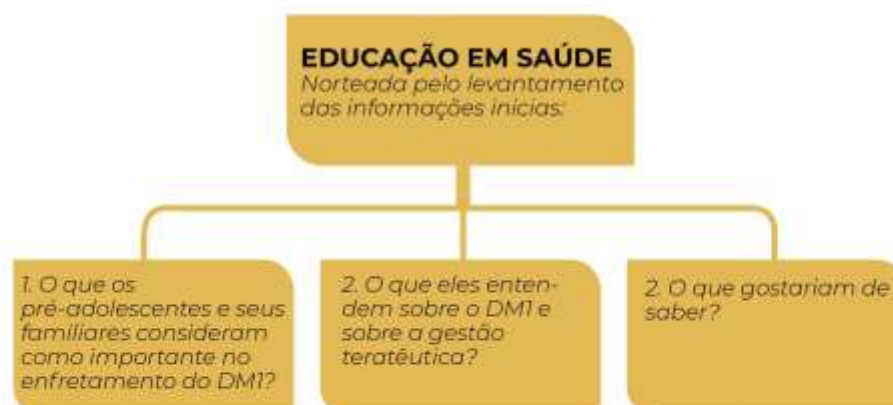 EDUCAÇÃO EM SAÚDE
Norteada pelo levantamento
das informações inicias:
1. O que os
pré-adolescentes e seus
familiares consideram
como importante no
enfretamento do DM1?
2. O que eles enten-
dem sobre o DM1 e
sobre a gestão
teratêutica?
2. O que gostariam de
saber?